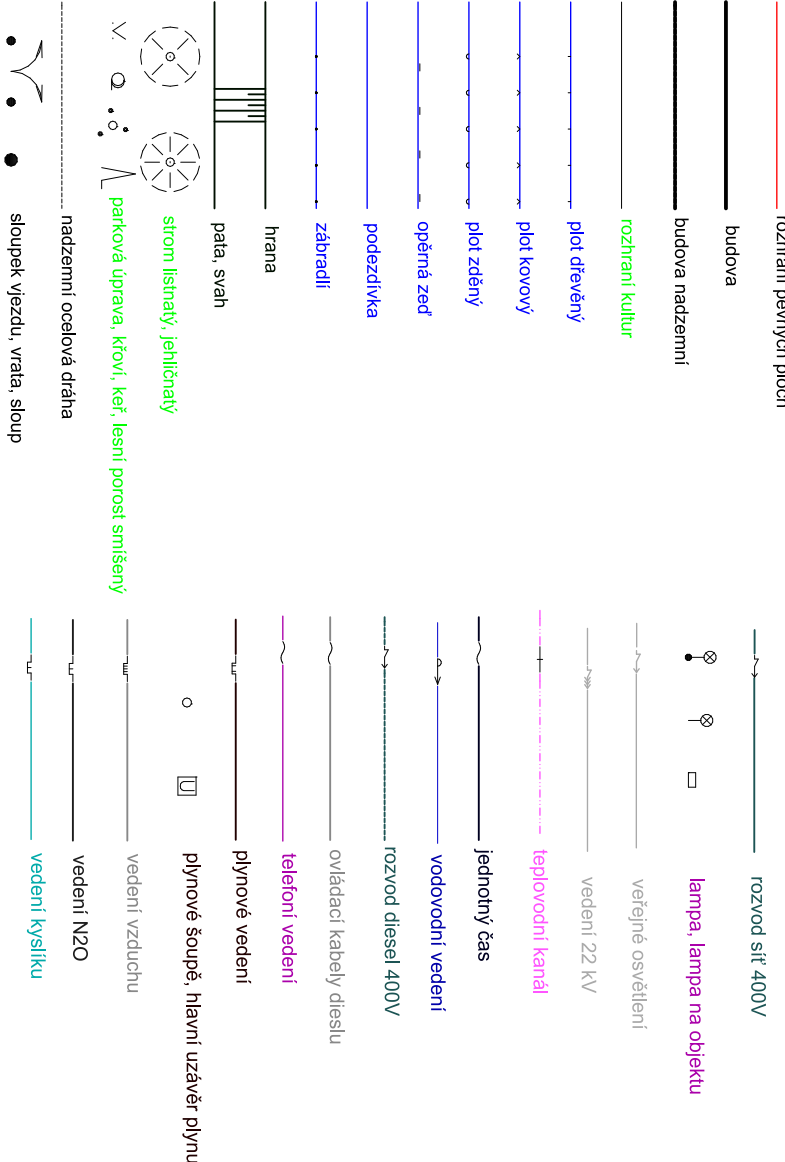 rozhraní pevných ploch
budova
budova nadzemní
rozhraní kultur
plot dřevěný
plot kovový
plot zděný
opěrná zeď
podezdívka
zábradlí
hrana
pata, svah
strom listnatý, jehličnatý
parková úprava, křoví, keř, lesní porost smíšený
nadzemní ocelová dráha
sloupek vjezdu, vrata, sloup
rozvod síť 400V
lampa, lampa na objektu
veřejné osvětlení
vedení 22 kV
teplovodní kanál
jednotný čas
vodovodní vedení
rozvod diesel 400V
ovládací kabely dieslu
telefoní vedení
plynové vedení
plynové šoupě, hlavní uzávěr plynu
vedení vzduchu
vedení N2O
vedení kyslíku